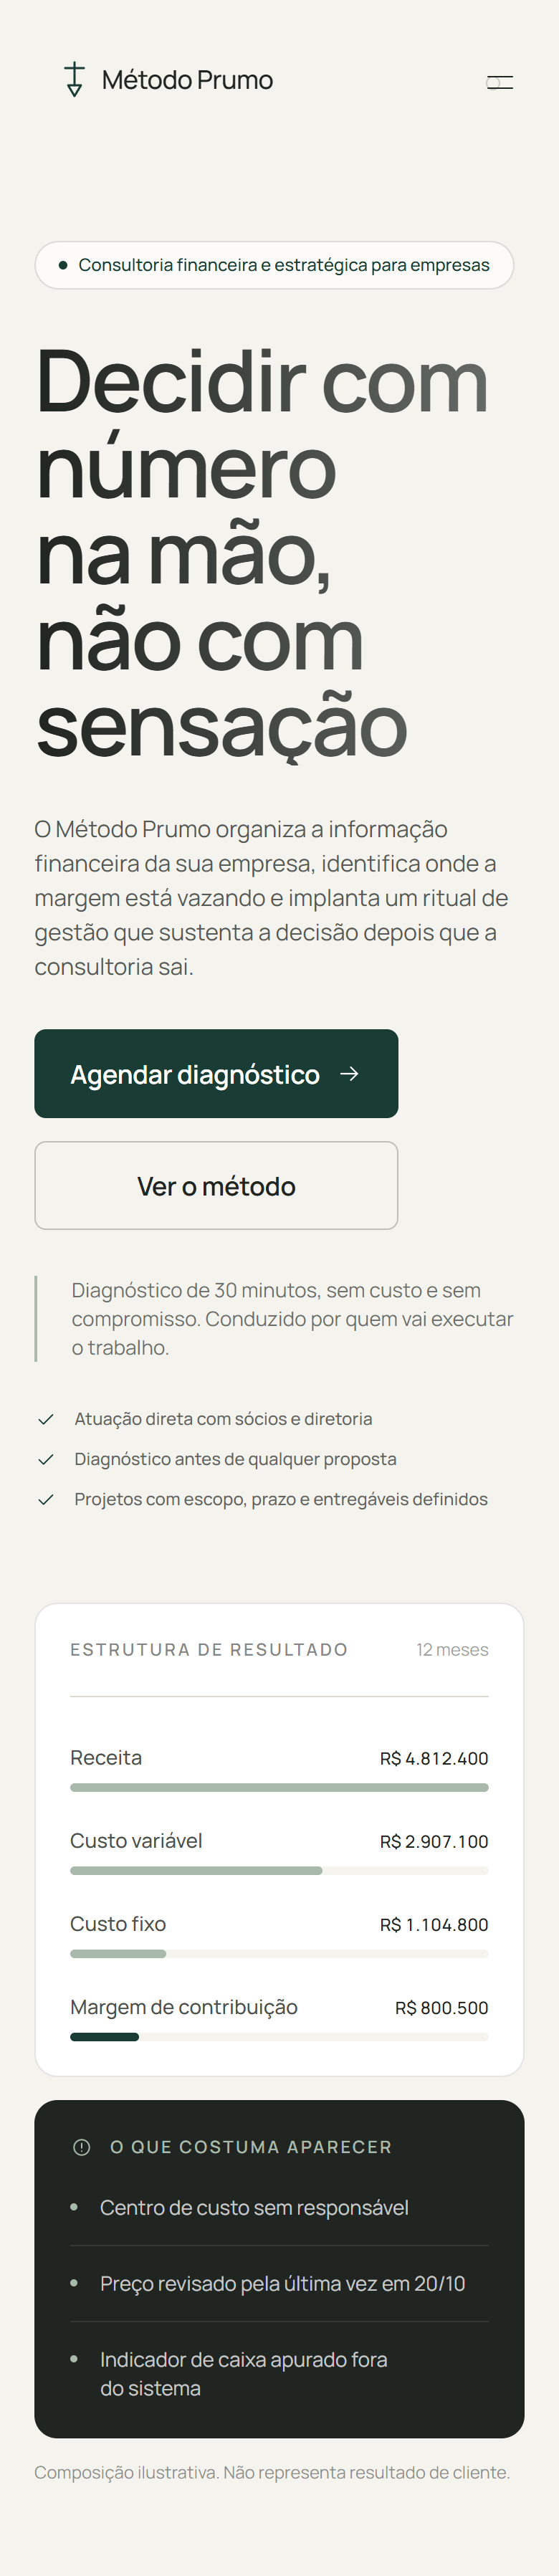 Método Prumo
Consultoria financeira e estratégica para empresas
Decidir com
número
na mão,
não com
sensação
O Método Prumo organiza a informação
financeira da sua empresa, identifica onde a
margem está vazando e implanta um ritual de
gestão que sustenta a decisão depois que a
consultoria sai.
Agendar diagnóstico →
Ver o método
Diagnóstico de 30 minutos, sem custo e sem
compromisso. Conduzido por quem vai executar
o trabalho.
Atuação direta com sócios e diretoria
Diagnóstico antes de qualquer proposta
Projetos com escopo, prazo e entregáveis definidos
ESTRUTURA DE RESULTADO 12 meses
Receita R$ 4.812.400
Custo variável R$ 2.907.100
Custo fixo R$ 1.104.800
Margem de contribuição R$ 800.500
O QUE COSTUMA APARECER
Centro de custo sem responsável
Preço revisado pela última vez em 20/10
Indicador de caixa apurado fora
do sistema
Composição ilustrativa. Não representa resultado de cliente.